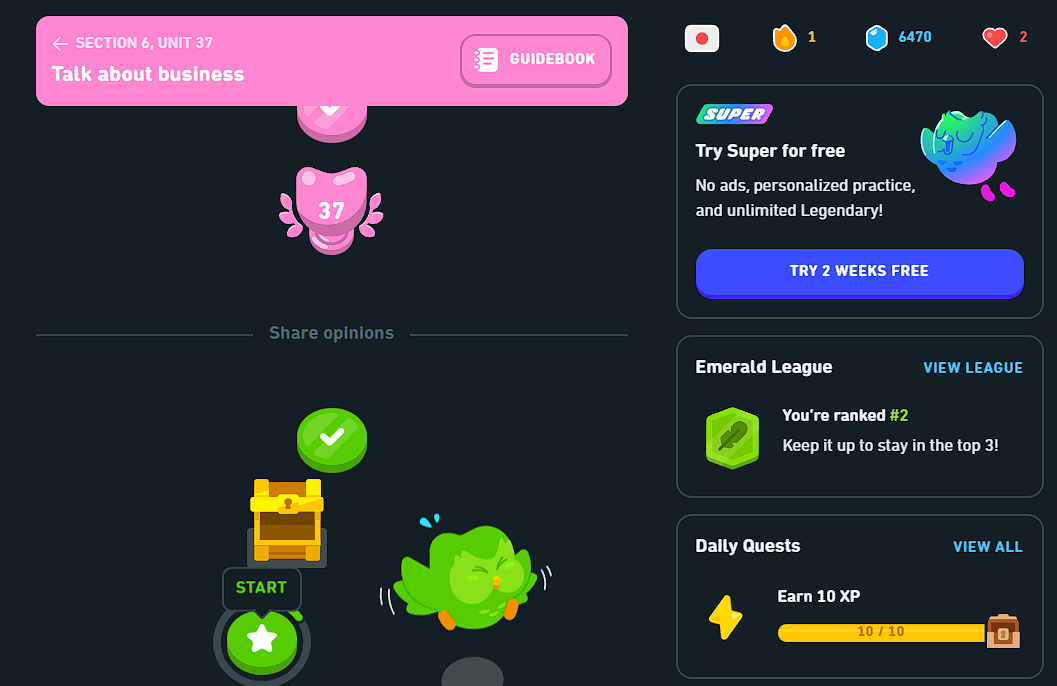 SECTION 6, UNIT 37
Talk about business
GUIDEBOOK
37
Share opinions
START
1
6470
2
SUPER
Try Super for free
No ads, personalized practice,
and unlimited Legendary!
TRY 2 WEEKS FREE
Emerald League
VIEW LEAGUE
You're ranked #2
Keep it up to stay in the top 3!
Daily Quests
VIEW ALL
Earn 10 XP
10 / 10